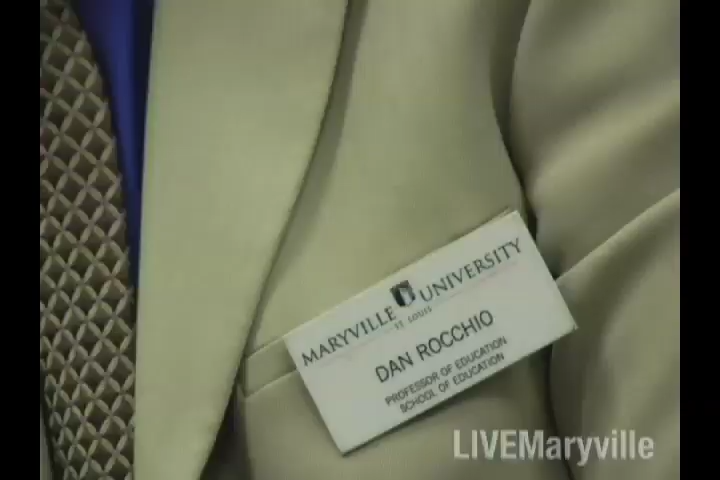 MARYVILLE UNIVERSITY
ST. LOUIS
DAN ROCCHIO
PROFESSOR OF EDUCATION
SCHOOL OF EDUCATION
LIVEMaryville